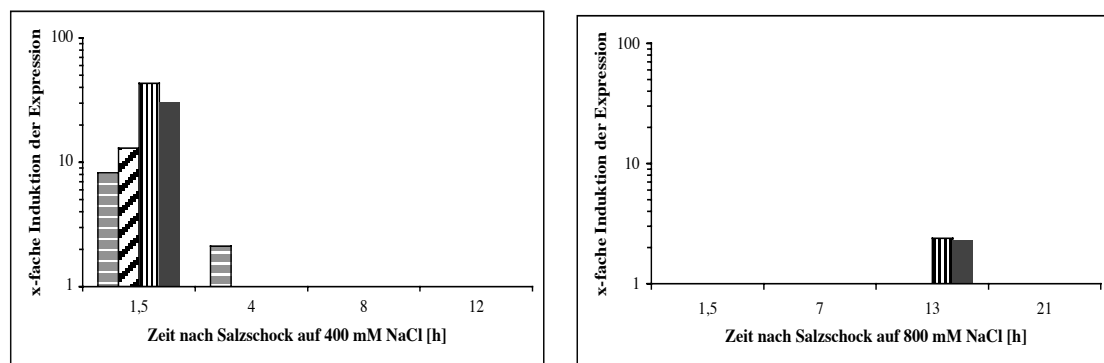 x-fache Induktion der Expression
100
10
1
1,5 4 8 12
Zeit nach Salzschock auf 400 mM NaCl [h]
x-fache Induktion der Expression
100
10
1
1,5 7 13 21
Zeit nach Salzschock auf 800 mM NaCl [h]